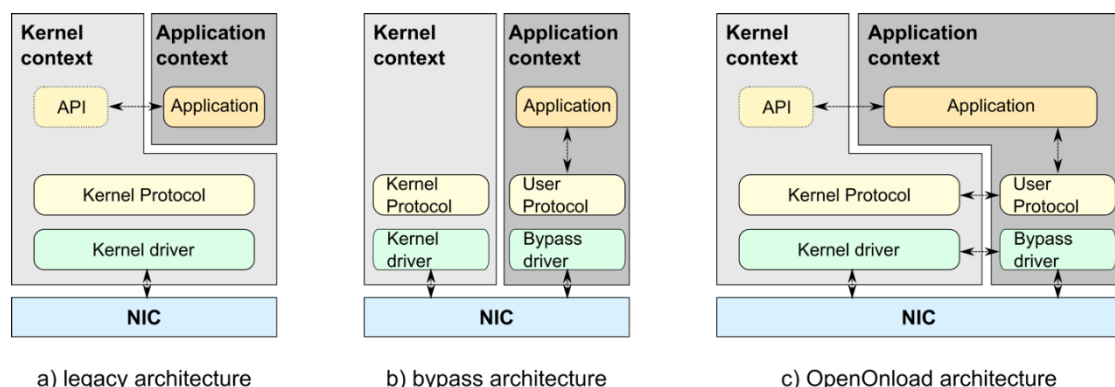 Kernel
context
Application
context
API
Application
Kernel Protocol
Kernel driver
NIC
a) legacy architecture
Kernel
context
Application
context
Application
Kernel
Protocol
User
Protocol
Kernel
driver
Bypass
driver
NIC
b) bypass architecture
Kernel
context
Application
context
API
Application
Kernel Protocol
User
Protocol
Kernel driver
Bypass
driver
NIC
c) OpenOnload architecture